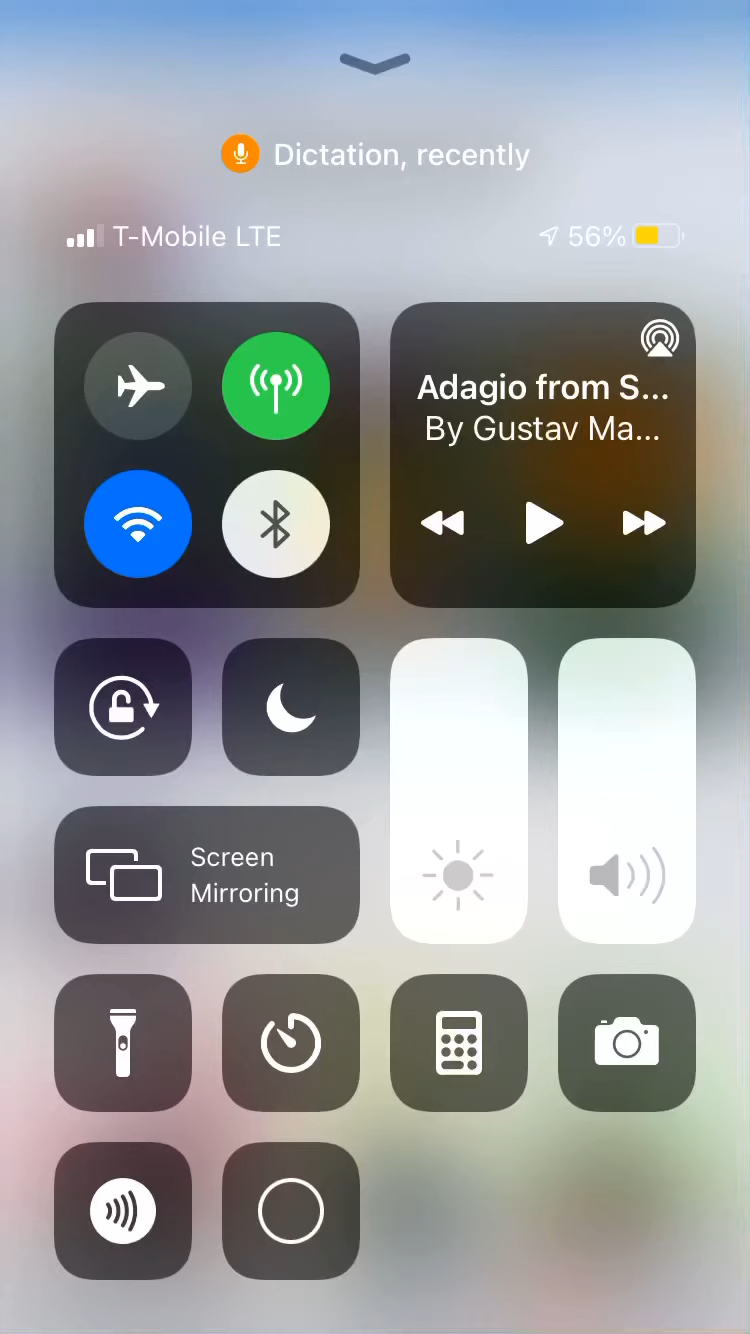 Dictation, recently
T-Mobile LTE 56%
Adagio from S...
By Gustav Ma...
Screen
Mirroring